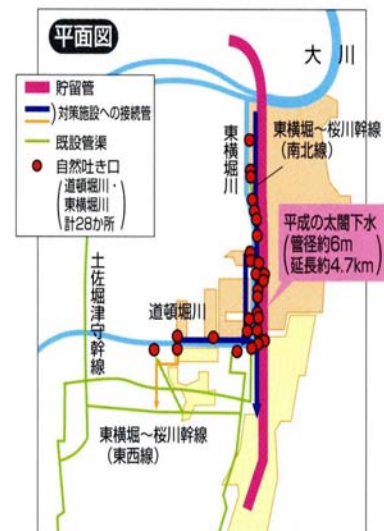 平面図
大川
貯留管
対策施設への接続管
既設管渠
自然吐き口
(道頓堀川・
東横堀川
計28か所)
東横堀川
東横堀〜桜川幹線
(南北線)
平成の太閤下水
(管径約6m
延長約4.7km)
土佐堀津守幹線
道頓堀川
東横堀〜桜川幹線
(東西線)